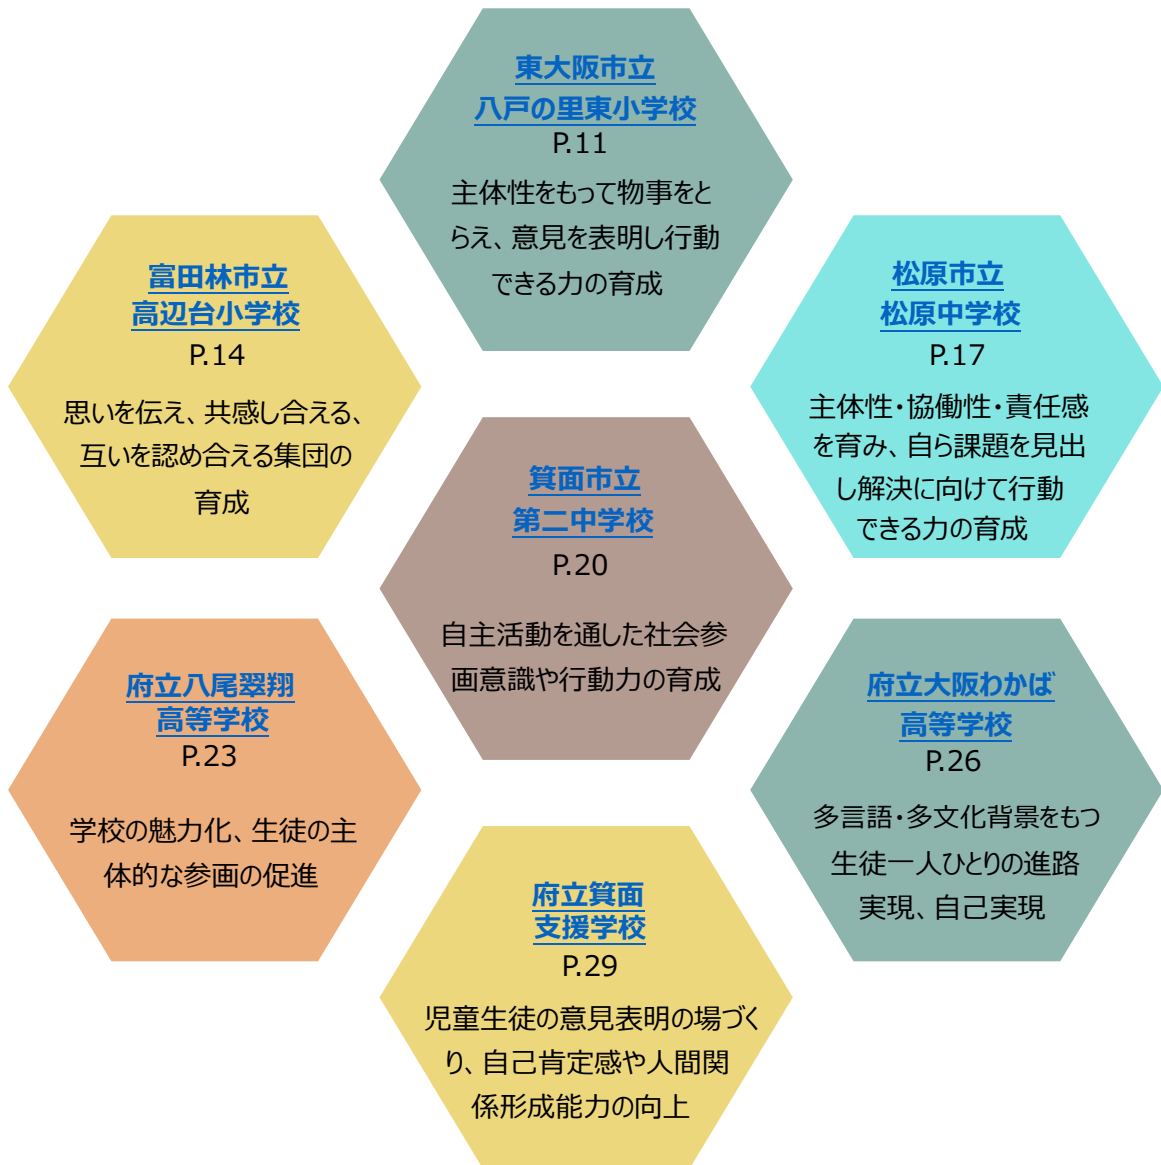 東大阪市立
八戸の里東小学校
P.11
主体性をもって物事をと
らえ、意見を表明し行動
できる力の育成
富田林市立
高辺台小学校
P.14
思いを伝え、共感し合える、
互いを認め合える集団の
育成
松原市立
松原中学校
P.17
主体性・協働性・責任感
を育み、自ら課題を見出
し解決に向けて行動
できる力の育成
箕面市立
第二中学校
P.20
自主活動を通した社会参
画意識や行動力の育成
府立八尾翠翔
高等学校
P.23
学校の魅力化、生徒の主
体的な参画の促進
府立大阪わかば
高等学校
P.26
多言語・多文化背景をもつ
生徒一人ひとりの進路
実現、自己実現
府立箕面
支援学校
P.29
児童生徒の意見表明の場づく
り、自己肯定感や人間関
係形成能力の向上